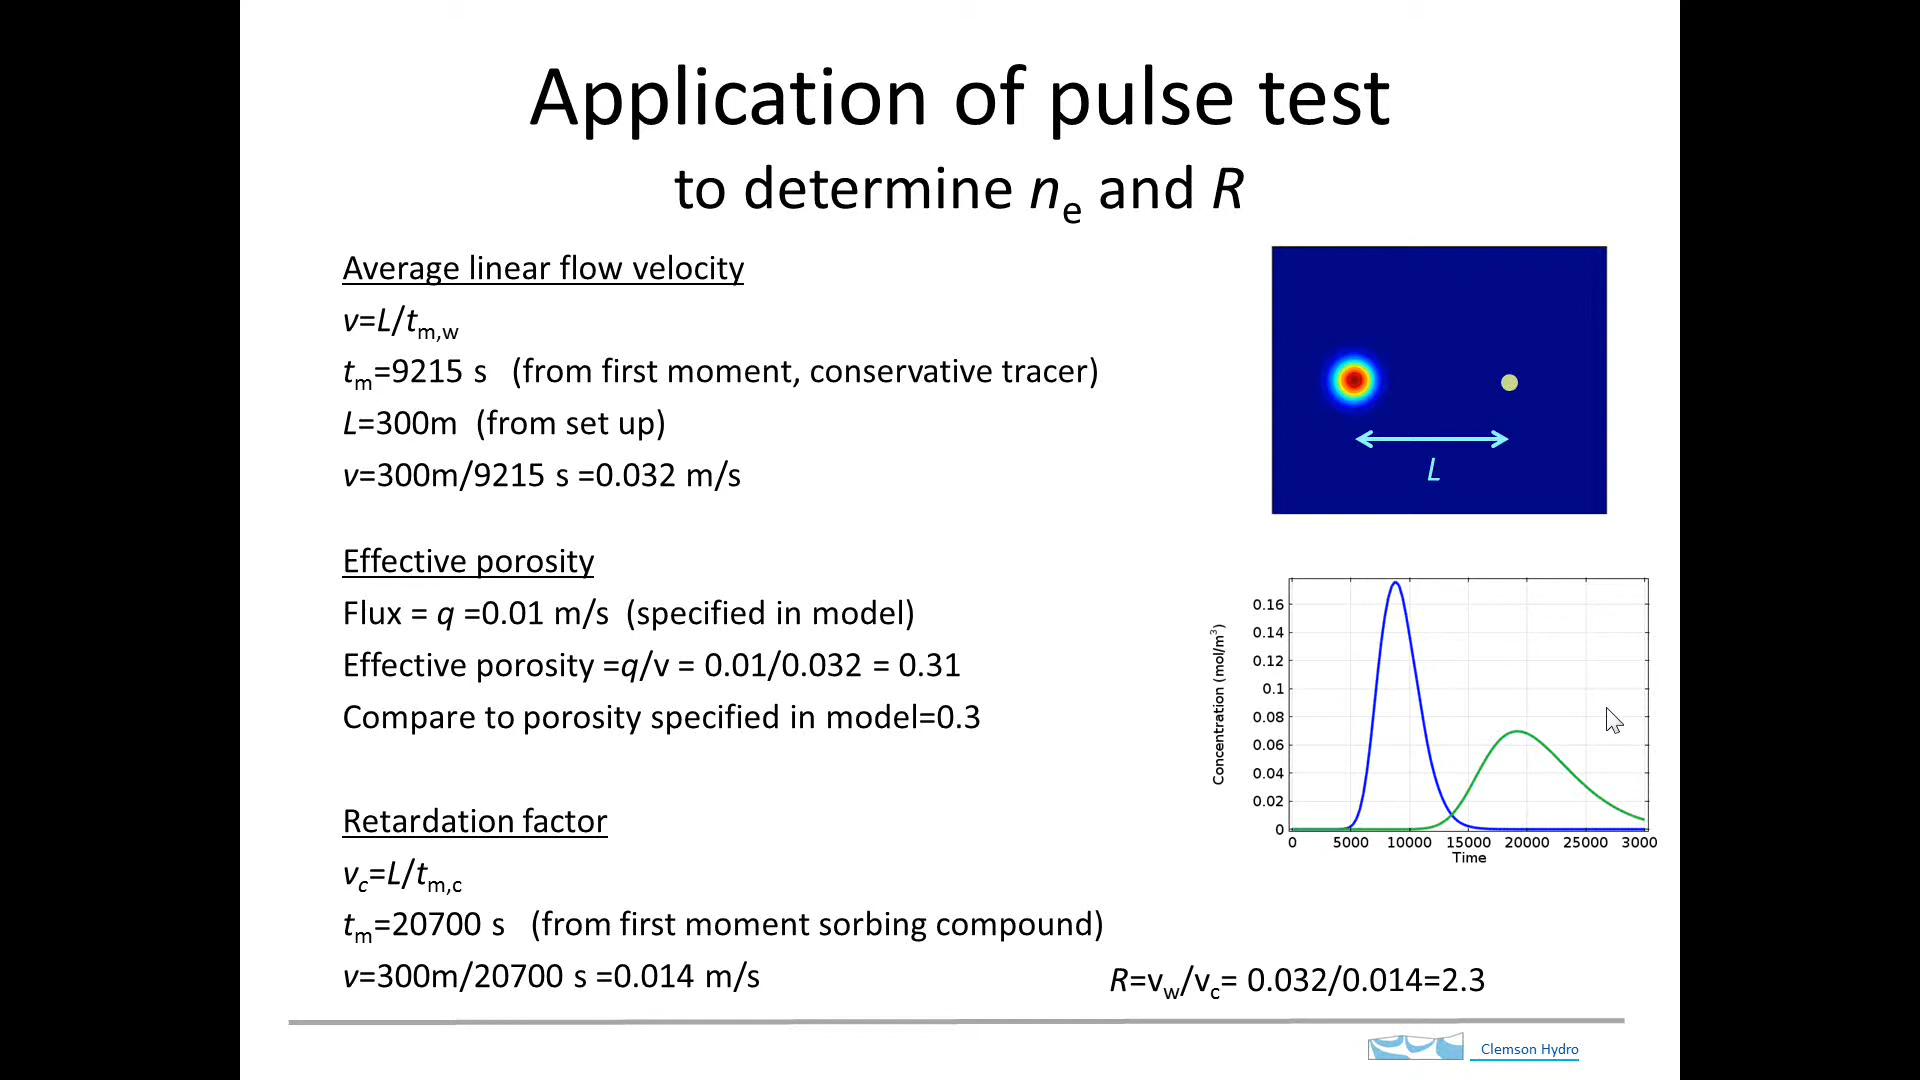 Application of pulse test
to determine ne and R
Average linear flow velocity
v=L/tm,w
tm=9215 s (from first moment, conservative tracer)
L=300m (from set up)
v=300m/9215 s =0.032 m/s
L
Effective porosity
Flux = q =0.01 m/s (specified in model)
Effective porosity =q/v = 0.01/0.032 = 0.31
Compare to porosity specified in model=0.3
Concentration (mol/m³)
0.16
0.14
0.12
0.1
0.08
0.06
0.04
0.02
0
0 5000 10000 15000 20000 25000 3000
Time
Retardation factor
vc=L/tm,c
tm=20700 s (from first moment sorbing compound)
v=300m/20700 s =0.014 m/s
R=vw/vc= 0.032/0.014=2.3
Clemson Hydro